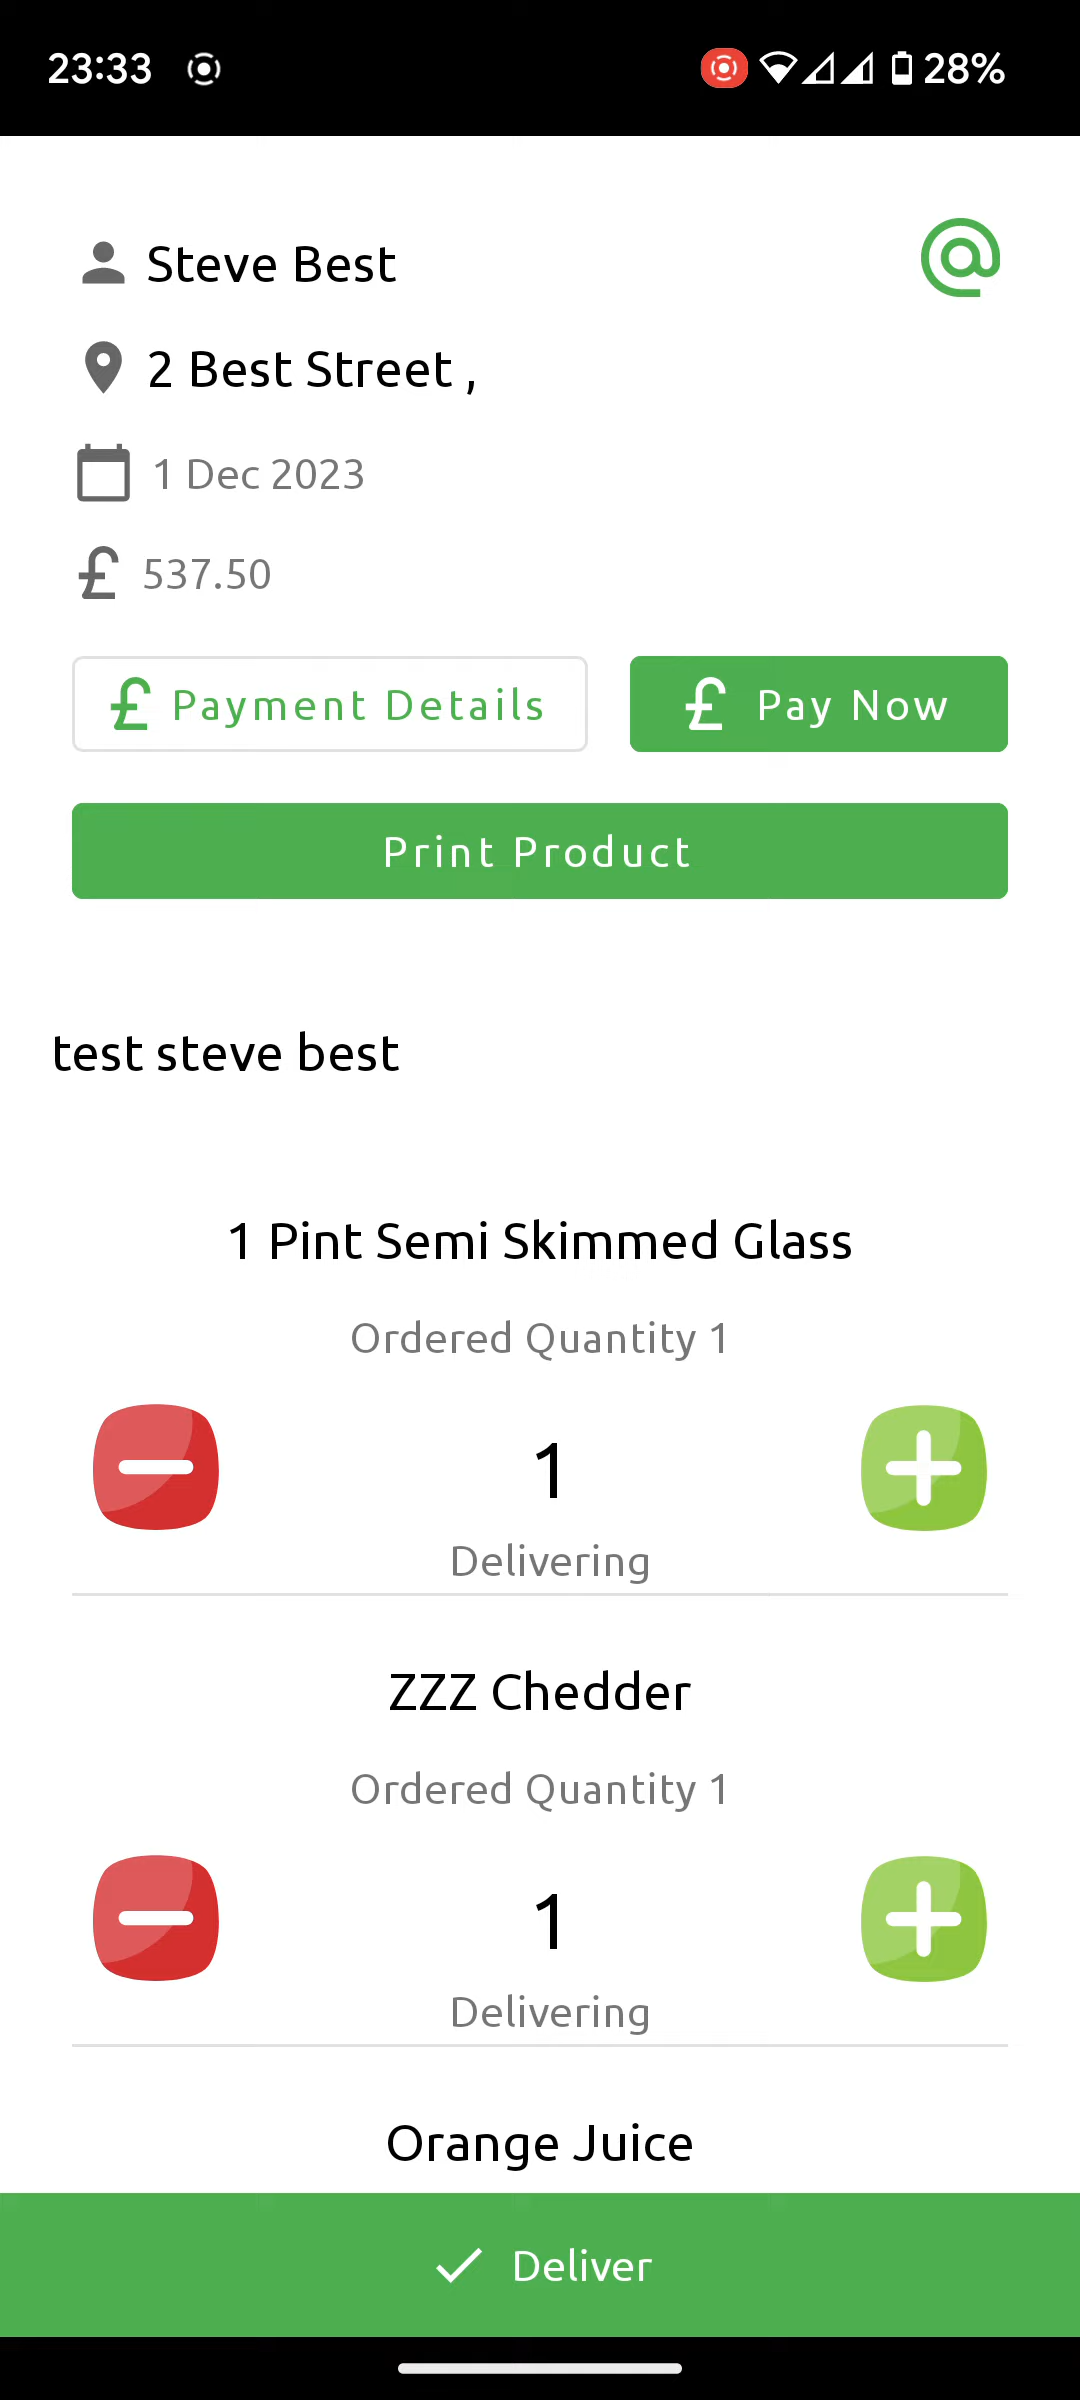 23:33
28%
Steve Best
2 Best Street ,
1 Dec 2023
£ 537.50
£ Payment Details
£ Pay Now
Print Product
test steve best
1 Pint Semi Skimmed Glass
Ordered Quantity 1
1
Delivering
ZZZ Chedder
Ordered Quantity 1
1
Delivering
Orange Juice
Deliver